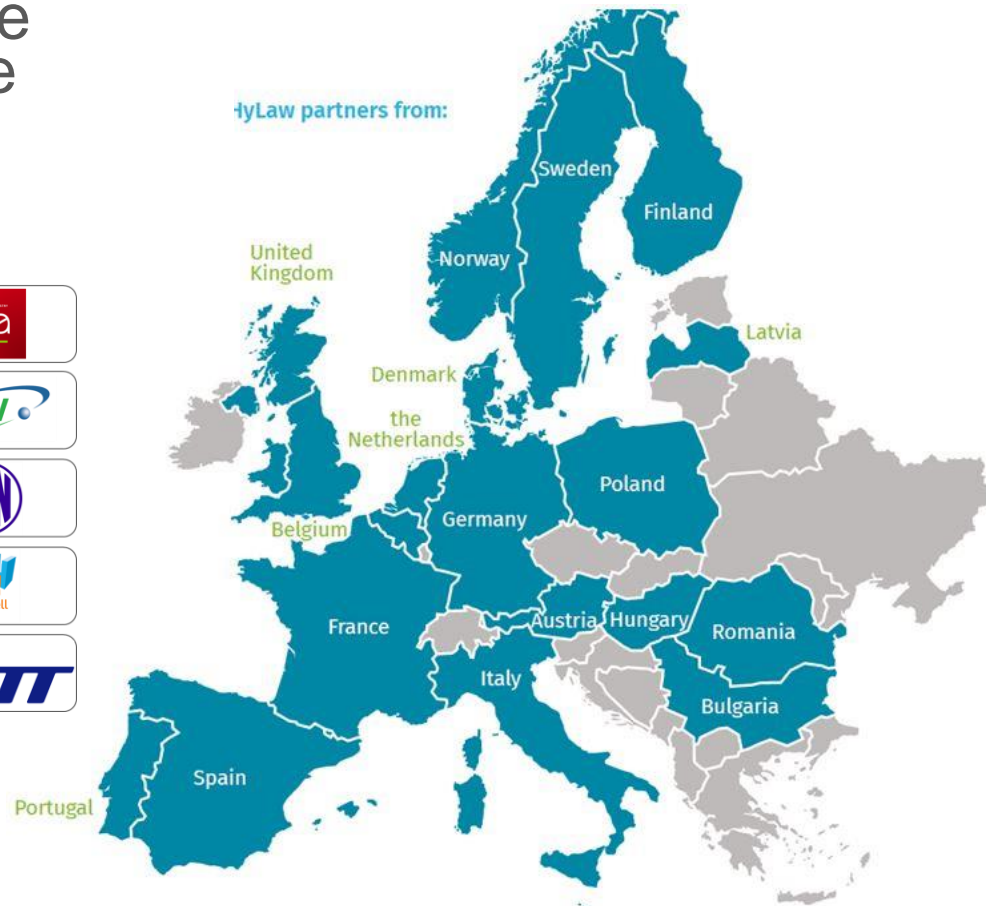 e
e
HyLaw partners from:
Sweden
Finland
Norway
United
Kingdom
Latvia
Denmark
the
Netherlands
Poland
Germany
Belgium
France
Austria
Hungary
Romania
Italy
Bulgaria
Spain
Portugal
a
N
ll